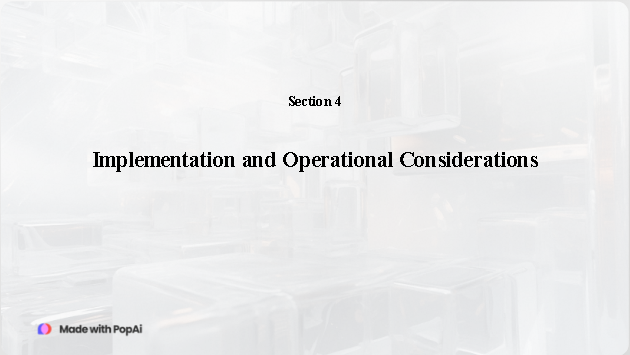 Section 4
Implementation and Operational Considerations
Made with PopAi